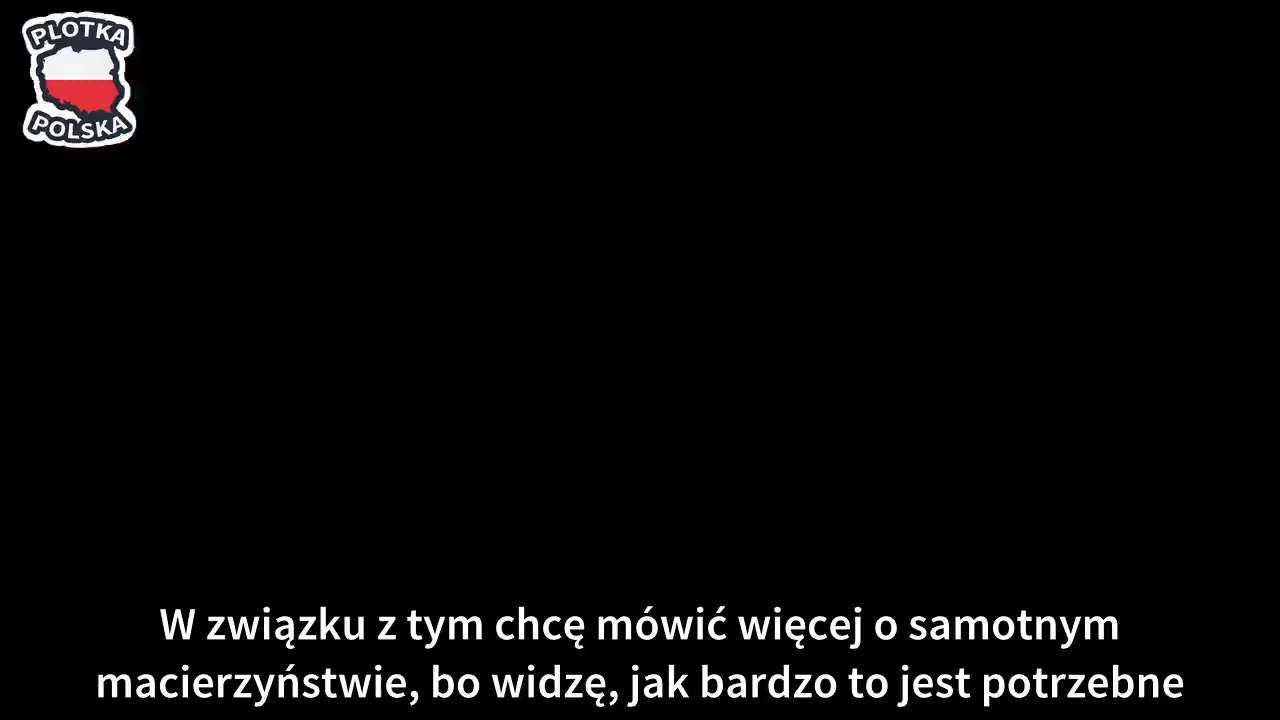 PLOTKA
POLSKA
W związku z tym chcę mówić więcej o samotnym
macierzyństwie, bo widzę, jak bardzo to jest potrzebne